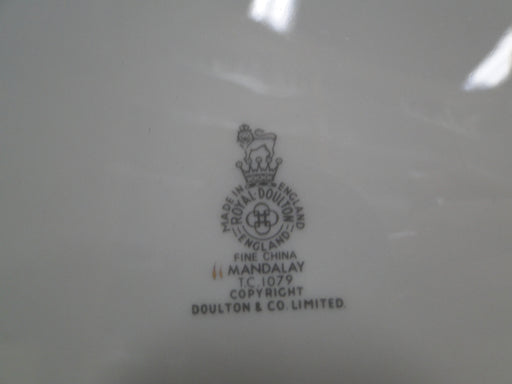 MADE IN ENGLAND
ROYAL DOULTON
ENGLAND
FINE CHINA
MANDALAY
T.C. 1079
COPYRIGHT
DOULTON & CO. LIMITED.